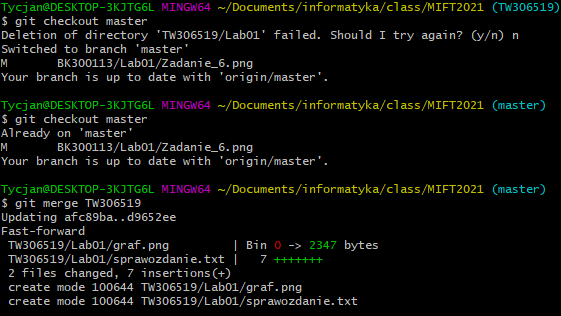 Tycjan@DESKTOP-3KJTG6L MINGW64 ~/Documents/informatyka/class/MIFT2021 (TW306519)
$ git checkout master
Deletion of directory 'TW306519/Lab01' failed. Should I try again? (y/n) n
Switched to branch 'master'
M       BK300113/Lab01/Zadanie_6.png
Your branch is up to date with 'origin/master'.
Tycjan@DESKTOP-3KJTG6L MINGW64 ~/Documents/informatyka/class/MIFT2021 (master)
$ git checkout master
Already on 'master'
M       BK300113/Lab01/Zadanie_6.png
Your branch is up to date with 'origin/master'.
Tycjan@DESKTOP-3KJTG6L MINGW64 ~/Documents/informatyka/class/MIFT2021 (master)
$ git merge TW306519
Updating afc89ba..d9652ee
Fast-forward
 TW306519/Lab01/graf.png          | Bin 0 -> 2347 bytes
 TW306519/Lab01/sprawozdanie.txt |   7 +++++++
 2 files changed, 7 insertions(+)
 create mode 100644 TW306519/Lab01/graf.png
 create mode 100644 TW306519/Lab01/sprawozdanie.txt